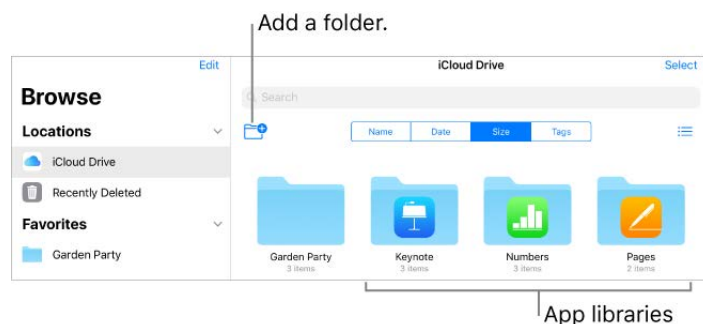 Add a folder.
Edit
iCloud Drive
Select
Browse
Search
Locations
Name Date Size Tags
iCloud Drive
Recently Deleted
Favorites
Garden Party
Garden Party Keynote Numbers Pages
3 items 3 items 3 items 2 items
App libraries